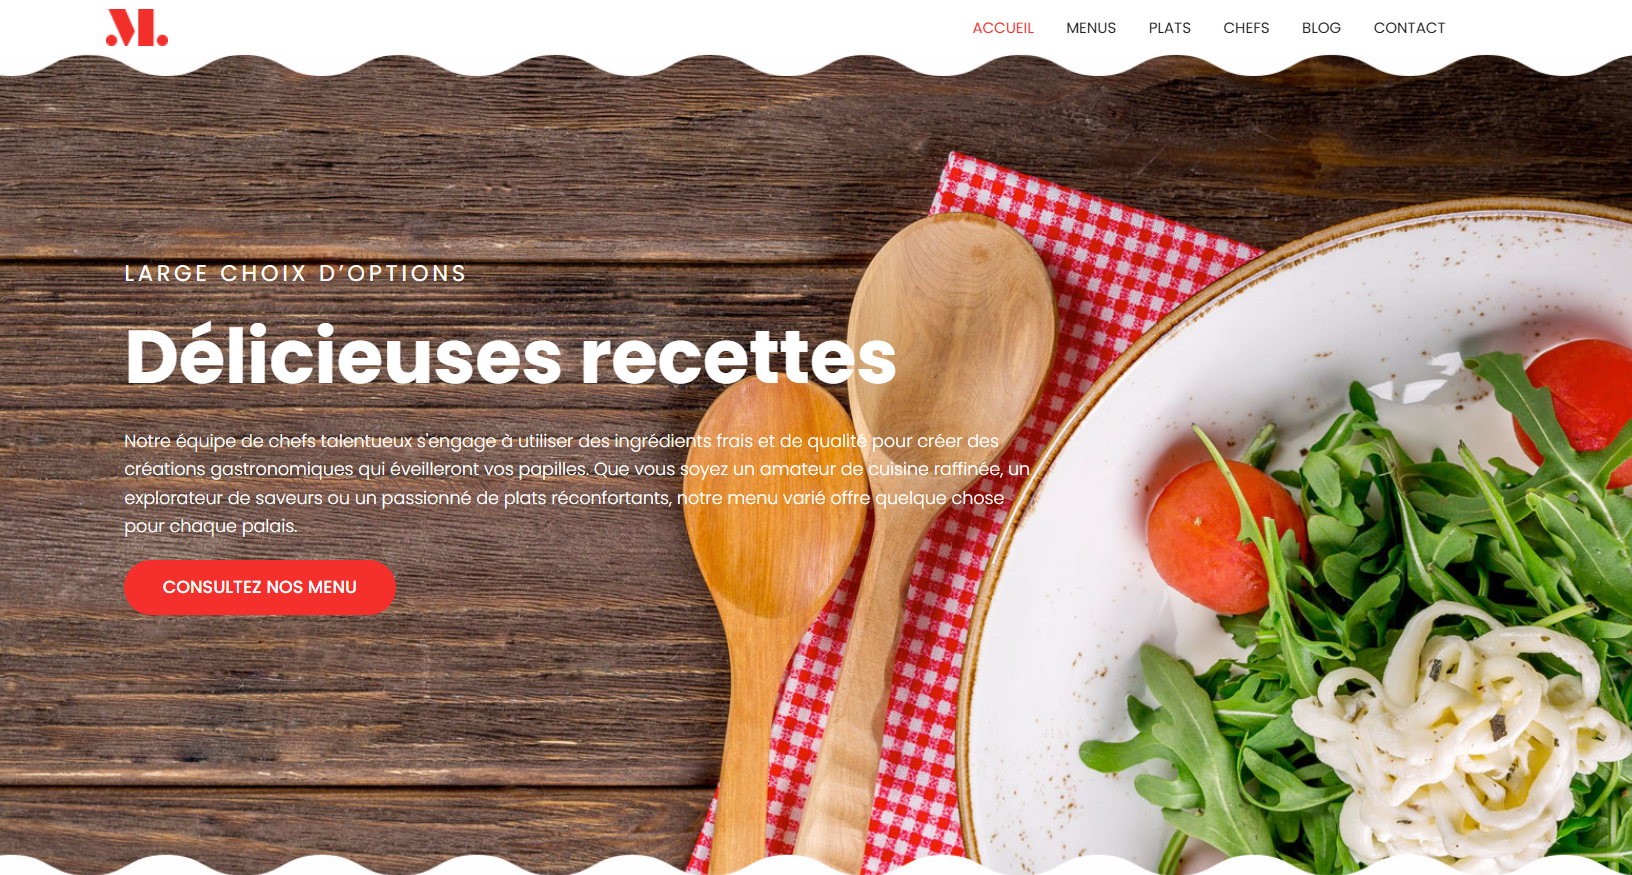 M.
ACCUEIL MENUS PLATS CHEFS BLOG CONTACT
LARGE CHOIX D’OPTIONS
Délicieuses recettes
Notre équipe de chefs talentueux s'engage à utiliser des ingrédients frais et de qualité pour créer des
créations gastronomiques qui éveilleront vos papilles. Que vous soyez un amateur de cuisine raffinée, un
explorateur de saveurs ou un passionné de plats réconfortants, notre menu varié offre quelque chose
pour chaque palais.
CONSULTEZ NOS MENU